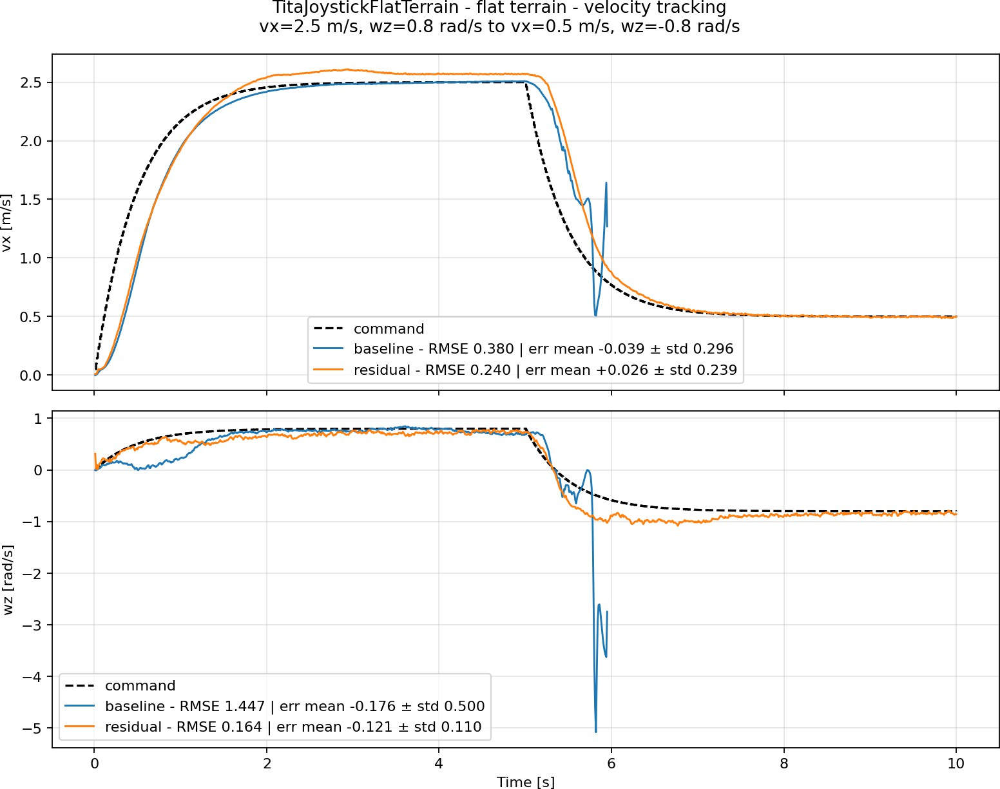 TitaJoystickFlatTerrain - flat terrain - velocity tracking
vx=2.5 m/s, wz=0.8 rad/s to vx=0.5 m/s, wz=-0.8 rad/s
vx [m/s]
2.5
2.0
1.5
1.0
0.5
0.0
command
baseline - RMSE 0.380 | err mean -0.039 ± std 0.296
residual - RMSE 0.240 | err mean +0.026 ± std 0.239
wz [rad/s]
1
0
−1
−2
−3
−4
−5
command
baseline - RMSE 1.447 | err mean -0.176 ± std 0.500
residual - RMSE 0.164 | err mean -0.121 ± std 0.110
0 2 4 6 8 10
Time [s]